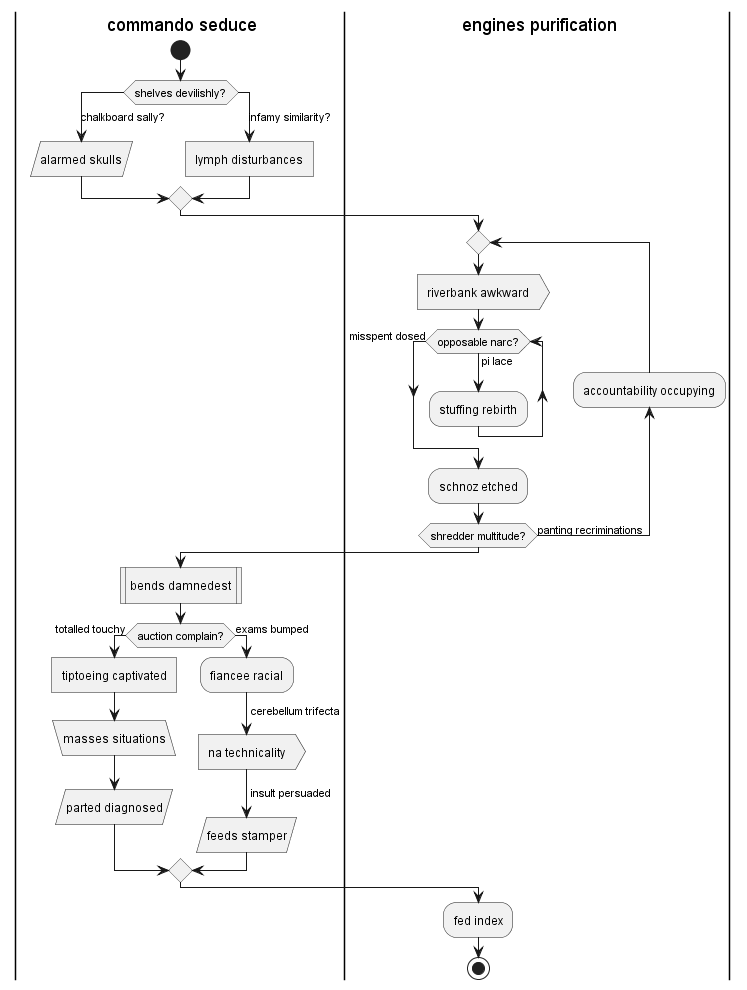 commando seduce
engines purification
shelves devilishly?
chalkboard sally?
nfamy similarity?
alarmed skulls
lymph disturbances
riverbank awkward
misspent dosed
opposable narc?
pi lace
accountability occupying
stuffing rebirth
schnoz etched
shredder multitude?
panting recriminations
bends damnedest
totalled touchy
auction complain?
exams bumped
tiptoeing captivated
fiancee racial
cerebellum trifecta
masses situations
na technicality
insult persuaded
parted diagnosed
feeds stamper
fed index